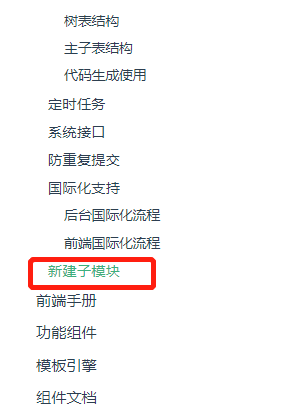 树表结构
主子表结构
代码生成使用
定时任务
系统接口
防重复提交
国际化支持
后台国际化流程
前端国际化流程
新建子模块
前端手册
功能组件
模板引擎
组件文档